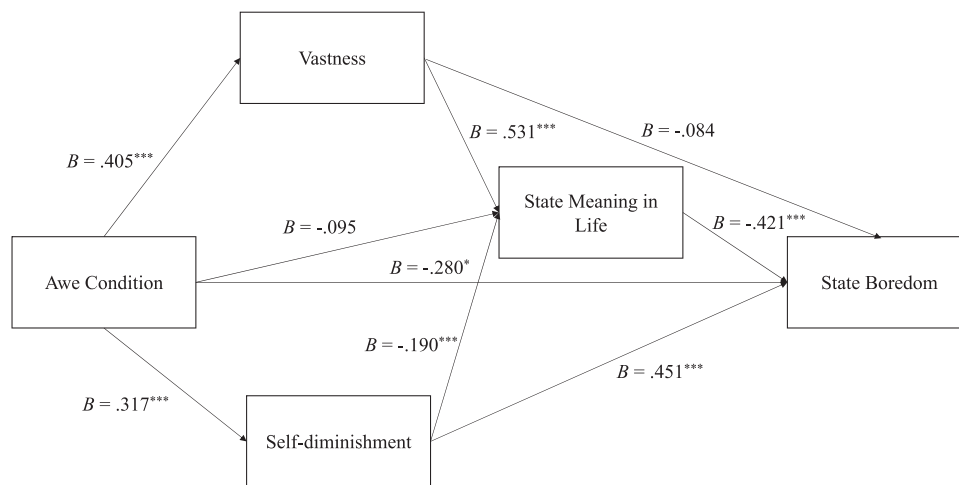 Vastness
B = .531***
B = -.084
B = .405***
State Meaning in
Life
B = -.095
B = -.421***
Awe Condition
B = -.280*
State Boredom
B = -.190***
B = .451***
B = .317***
Self-diminishment